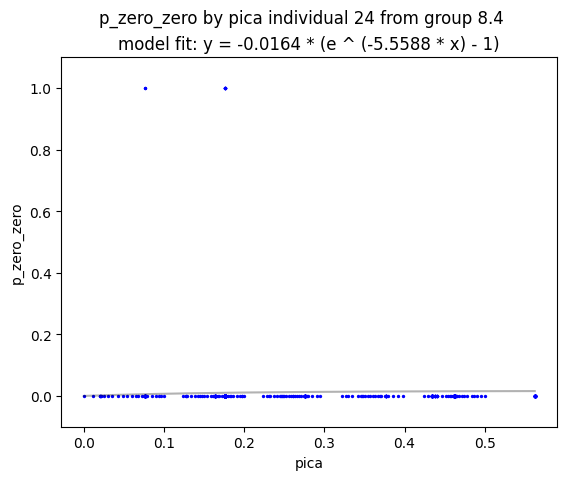 p_zero_zero by pica individual 24 from group 8.4
model fit: y = -0.0164 * (e ^ (-5.5588 * x) - 1)
1.0
0.8
0.6
0.4
0.2
0.0
p_zero_zero
0.0 0.1 0.2 0.3 0.4 0.5
pica